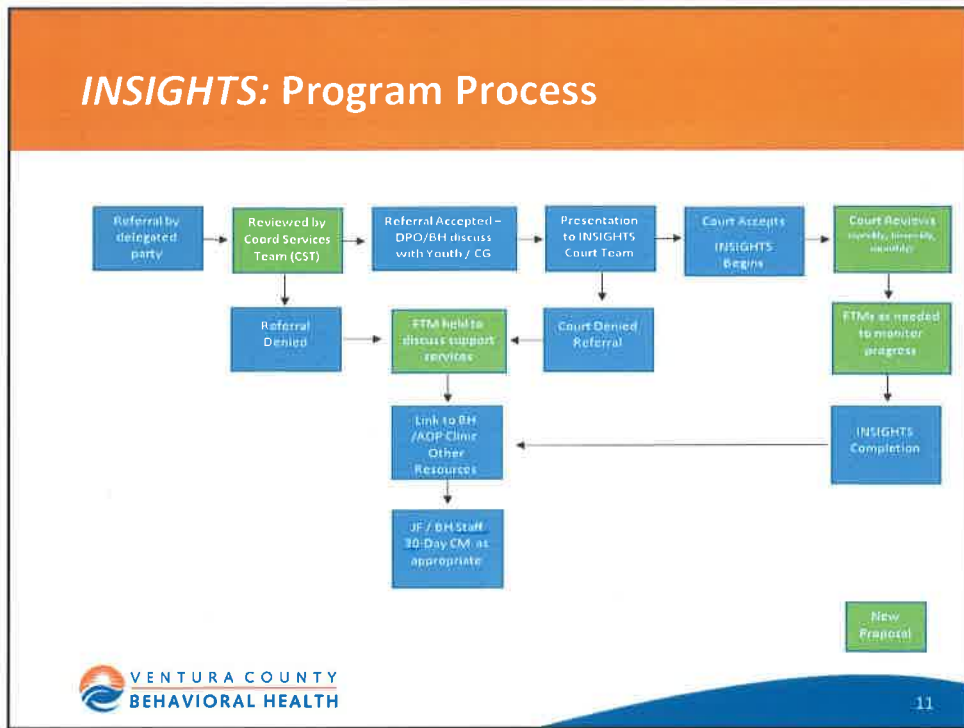 INSIGHTS: Program Process
Referral by
delegated
party
Reviewed by
Coord Services
Team (CST)
Referral Accepted –
DPO/BH discuss
with Youth / CG
Presentation
to INSIGHTS
Court Team
Court Accepts
INSIGHTS
Begins
Court Reviews
monthly)
Referral
Denied
FTM held to
discuss support
services
Court Denied
Referral
FTMs as needed
to monitor
progress
Link to BH
/ADP Clinic
Other
Resources
INSIGHTS
Completion
JF / BH Staff
30-Day CM as
appropriate
New
Proposal
VENTURA COUNTY
BEHAVIORAL HEALTH
11